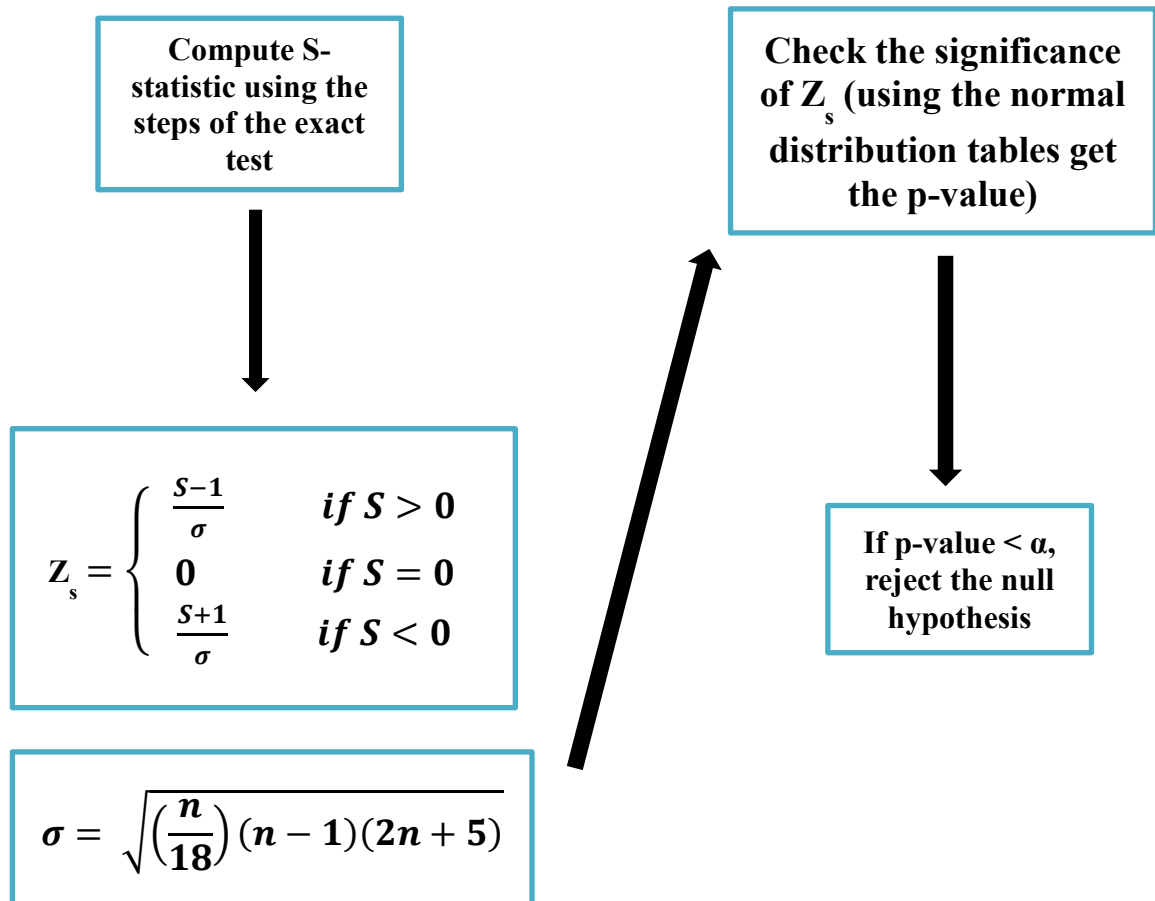 Compute S-
statistic using the
steps of the exact
test
Z_s = { (S−1)/σ if S > 0
0 if S = 0
(S+1)/σ if S < 0
σ = √((n/18)(n − 1)(2n + 5))
Check the significance
of Z_s (using the normal
distribution tables get
the p-value)
If p-value < α,
reject the null
hypothesis